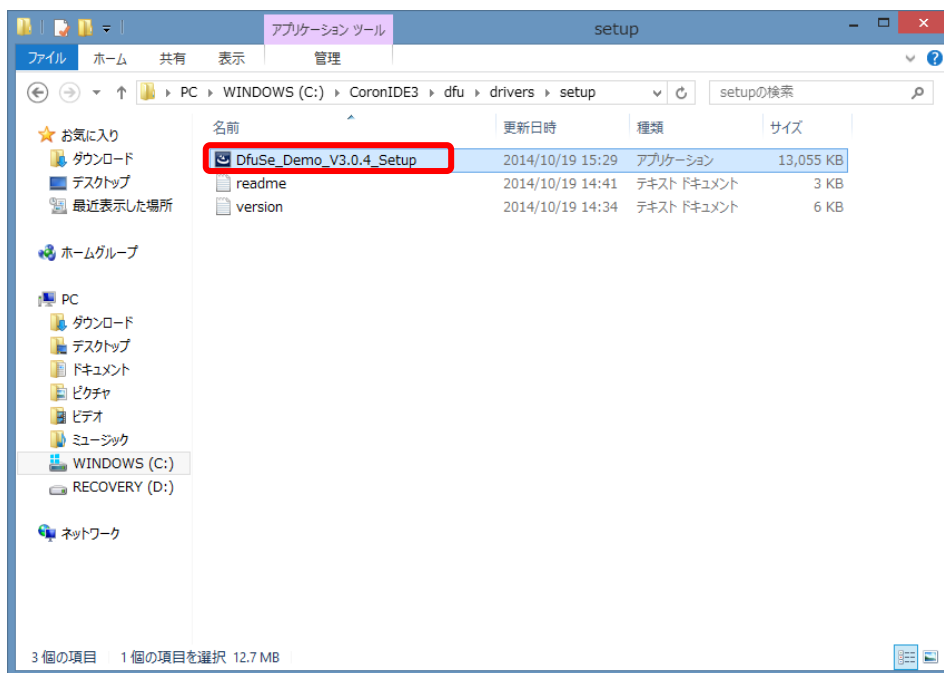 アプリケーション ツール
setup
ファイル ホーム 共有 表示 管理
PC WINDOWS (C:) CoronIDE3 dfu drivers setup setupの検索
名前 更新日時 種類 サイズ
DfuSe_Demo_V3.0.4_Setup 2014/10/19 15:29 アプリケーション 13,055 KB
readme 2014/10/19 14:41 テキスト ドキュメント 3 KB
version 2014/10/19 14:34 テキスト ドキュメント 6 KB
お気に入り
ダウンロード
デスクトップ
最近表示した場所
ホームグループ
PC
ダウンロード
デスクトップ
ドキュメント
ピクチャ
ビデオ
ミュージック
WINDOWS (C:)
RECOVERY (D:)
ネットワーク
3 個の項目 1 個の項目を選択 12.7 MB